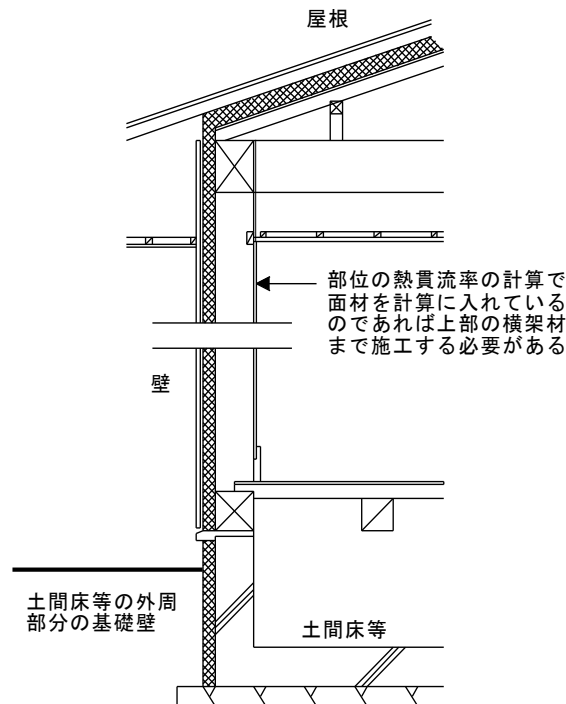 屋根
部位の熱貫流率の計算で
面材を計算に入れている
のであれば上部の横架材
まで施工する必要がある
壁
土間床等の外周
部分の基礎壁
土間床等